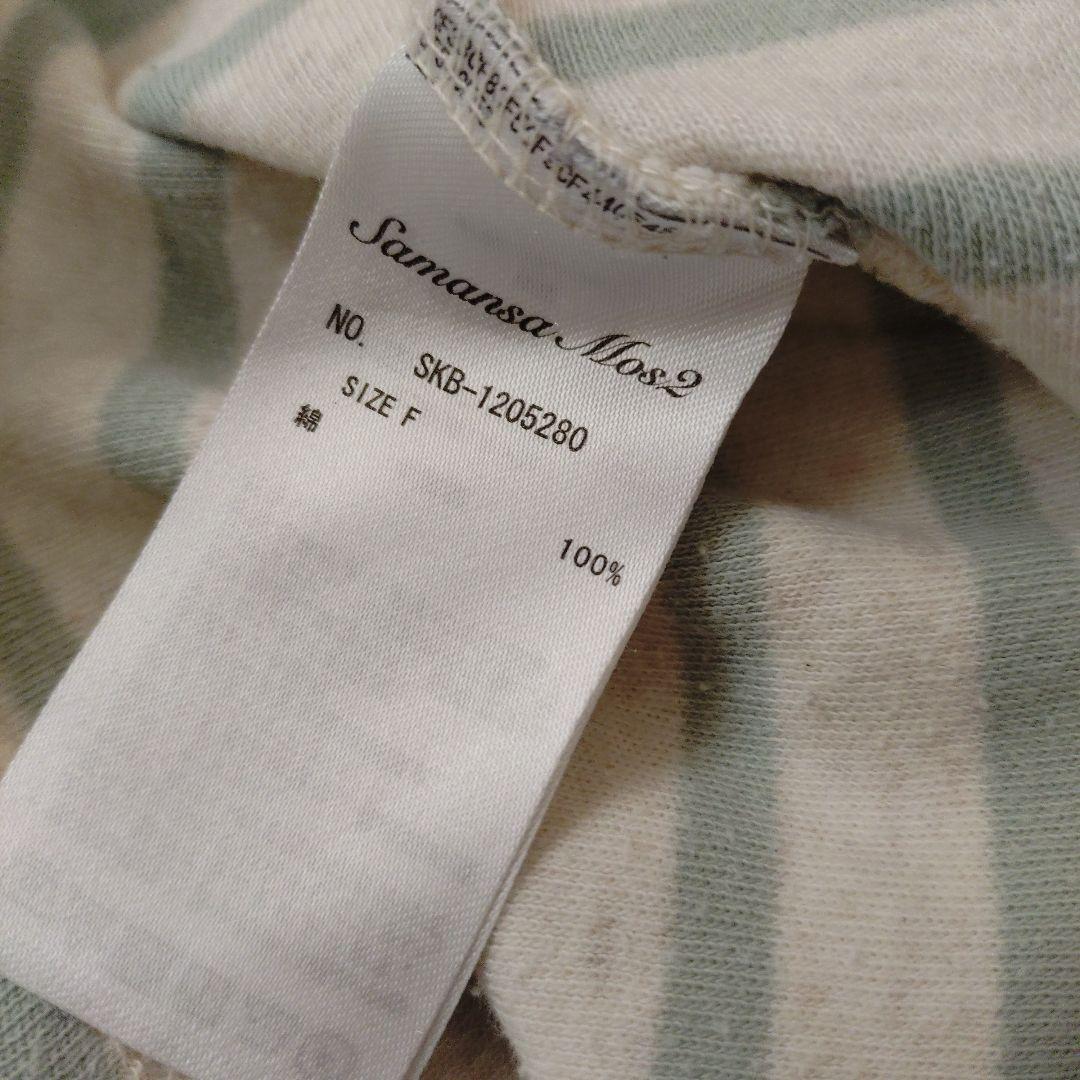 Samansa Mos2
NO. SKB-1205280
SIZE F
綿 100%